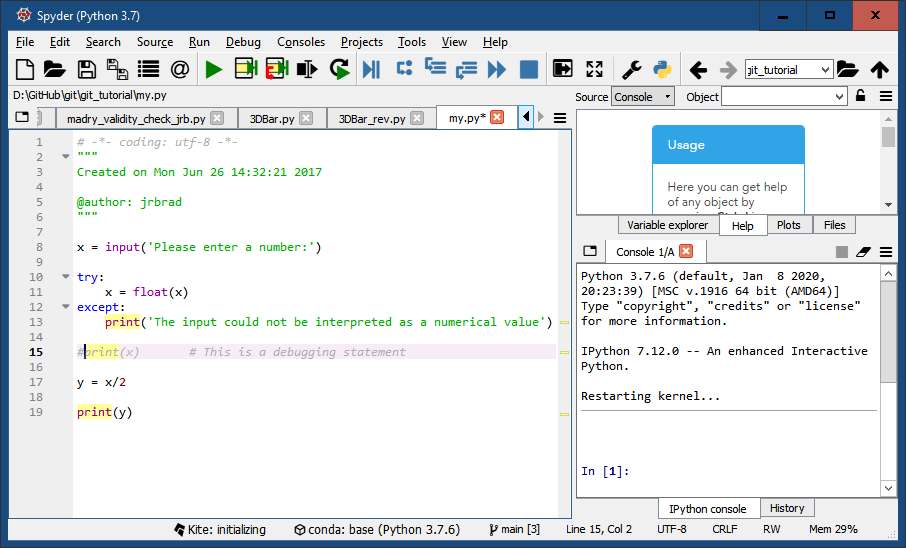 Spyder (Python 3.7)
File Edit Search Source Run Debug Consoles Projects Tools View Help
git_tutorial
D:\GitHub\git\git_tutorial\my.py
madry_validity_check_jrb.py 3DBar.py 3DBar_rev.py my.py*
1 # -*- coding: utf-8 -*-
2 """
3 Created on Mon Jun 26 14:32:21 2017
4
5 @author: jrbrad
6 """
7
8 x = input('Please enter a number:')
9
10 try:
11 x = float(x)
12 except:
13 print('The input could not be interpreted as a numerical value')
14
15 #print(x) # This is a debugging statement
16
17 y = x/2
18
19 print(y)
Source Console Object
Usage
Here you can get help
of any object by
Variable explorer Help Plots Files
Console 1/A
Python 3.7.6 (default, Jan 8 2020,
20:23:39) [MSC v.1916 64 bit (AMD64)]
Type "copyright", "credits" or "license"
for more information.
IPython 7.12.0 -- An enhanced Interactive
Python.
Restarting kernel...
In [1]:
IPython console History
Kite: initializing conda: base (Python 3.7.6) main [3] Line 15, Col 2 UTF-8 CRLF RW Mem 29%